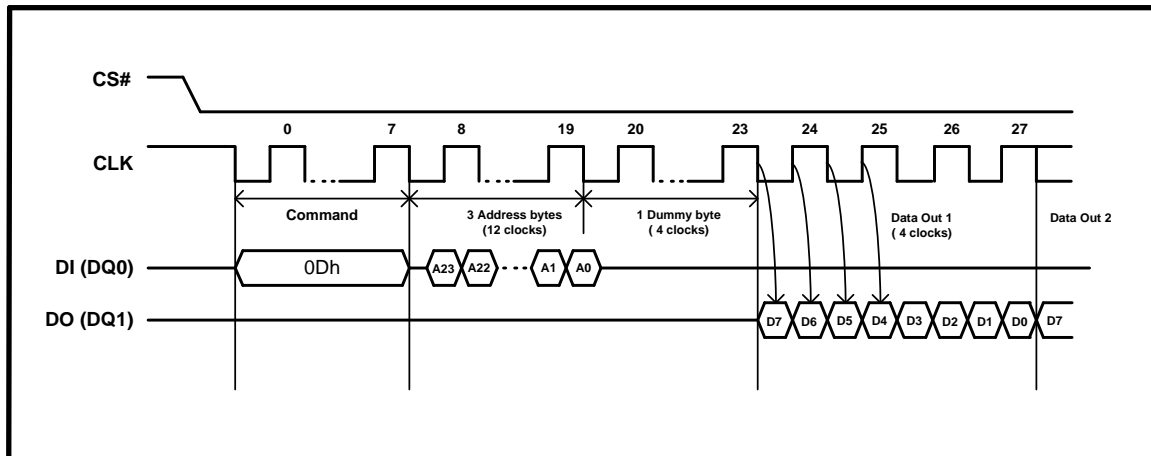 CS#
0 7 8 19 20 23 24 25 26 27
CLK
Command
3 Address bytes
(12 clocks)
1 Dummy byte
( 4 clocks)
Data Out 1
( 4 clocks)
Data Out 2
DI (DQ0)
0Dh A23 A22 A1 A0
DO (DQ1)
D7 D6 D5 D4 D3 D2 D1 D0 D7